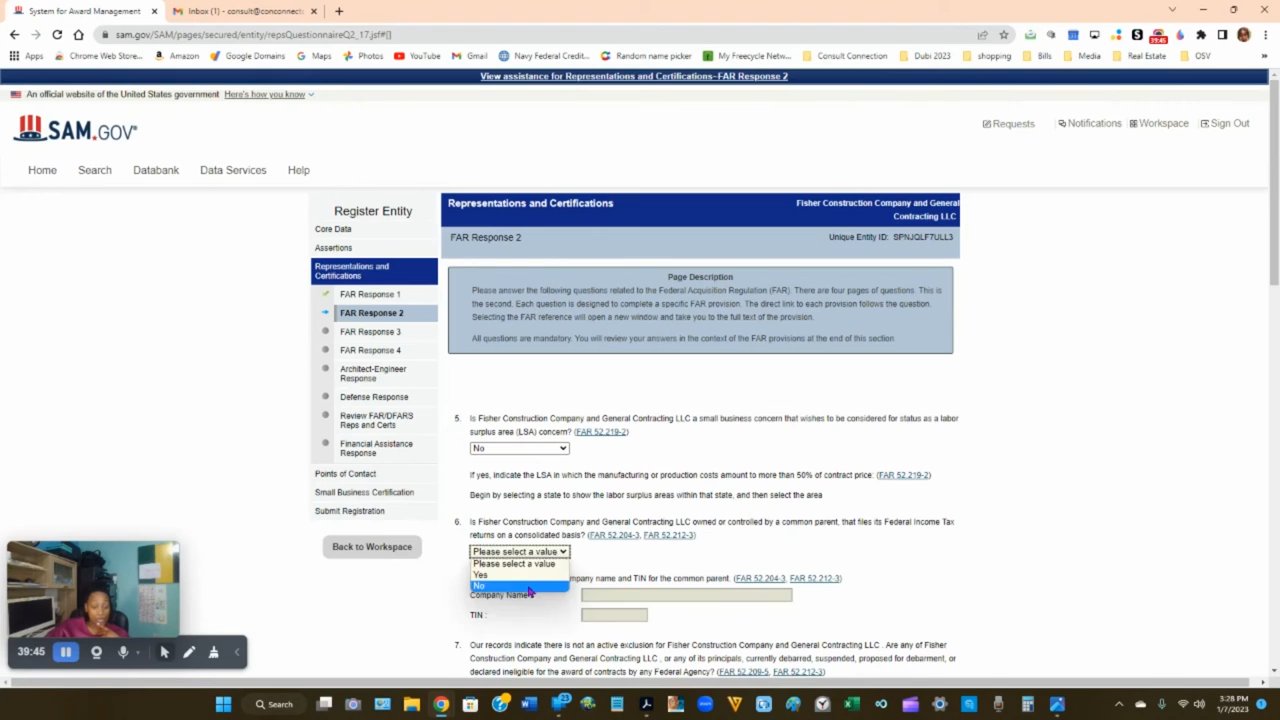 System for Award Management
Inbox (1) - consult@conconnect
sam.gov/SAM/pages/secured/entity/repsQuestionnaireQ2_17.jsf#[]
39:45
Apps
Chrome Web Store...
Amazon
Google Domains
Maps
Photos
YouTube
Gmail
Navy Federal Credit...
Random name picker
My Freecycle Netw...
Consult Connection
Dubi 2023
shopping
Bills
Media
Real Estate
OSV
View assistance for Representations and Certifications–FAR Response 2
An official website of the United States government Here's how you know
SAM.GOV®
Requests
Notifications
Workspace
Sign Out
Home
Search
Databank
Data Services
Help
Register Entity
Core Data
Assertions
Representations and
Certifications
FAR Response 1
FAR Response 2
FAR Response 3
FAR Response 4
Architect-Engineer
Response
Defense Response
Review FAR/DFARS
Reps and Certs
Financial Assistance
Response
Points of Contact
Small Business Certification
Submit Registration
Back to Workspace
Representations and Certifications
Fisher Construction Company and General
Contracting LLC
FAR Response 2
Unique Entity ID: SPNJQLF7ULL3
Page Description
Please answer the following questions related to the Federal Acquisition Regulation (FAR). There are four pages of questions. This is
the second. Each question is designed to complete a specific FAR provision. The direct link to each provision follows the question.
Selecting the FAR reference will open a new window and take you to the full text of the provision.
All questions are mandatory. You will review your answers in the context of the FAR provisions at the end of this section
5. Is Fisher Construction Company and General Contracting LLC a small business concern that wishes to be considered for status as a labor
surplus area (LSA) concern? (FAR 52.219-2)
No
If yes, indicate the LSA in which the manufacturing or production costs amount to more than 50% of contract price: (FAR 52.219-2)
Begin by selecting a state to show the labor surplus areas within that state, and then select the area
6. Is Fisher Construction Company and General Contracting LLC owned or controlled by a common parent, that files its Federal Income Tax
returns on a consolidated basis? (FAR 52.204-3, FAR 52.212-3)
Please select a value
Please select a value
Yes
No
mpany name and TIN for the common parent. (FAR 52.204-3, FAR 52.212-3)
Company Name
TIN :
7. Our records indicate there is not an active exclusion for Fisher Construction Company and General Contracting LLC . Are any of Fisher
Construction Company and General Contracting LLC , or any of its principals, currently debarred, suspended, proposed for debarment, or
declared ineligible for the award of contracts by any Federal Agency? (FAR 52.209-5, FAR 52.212-3)
39:45
Search
23
3:28 PM
1/7/2023